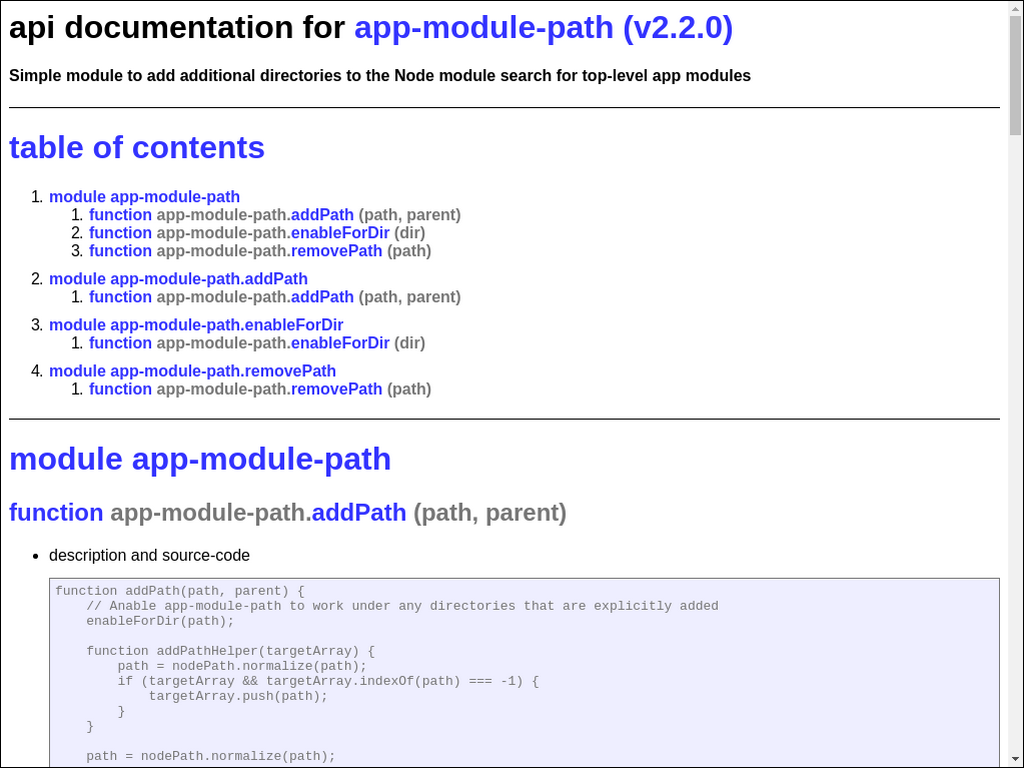 api documentation for app-module-path (v2.2.0)
Simple module to add additional directories to the Node module search for top-level app modules
table of contents
1. module app-module-path
1. function app-module-path.addPath (path, parent)
2. function app-module-path.enableForDir (dir)
3. function app-module-path.removePath (path)
2. module app-module-path.addPath
1. function app-module-path.addPath (path, parent)
3. module app-module-path.enableForDir
1. function app-module-path.enableForDir (dir)
4. module app-module-path.removePath
1. function app-module-path.removePath (path)
module app-module-path
function app-module-path.addPath (path, parent)
• description and source-code
function addPath(path, parent) {
    // Anable app-module-path to work under any directories that are explicitly added
    enableForDir(path);
    function addPathHelper(targetArray) {
        path = nodePath.normalize(path);
        if (targetArray && targetArray.indexOf(path) === -1) {
            targetArray.push(path);
        }
    }
    path = nodePath.normalize(path);